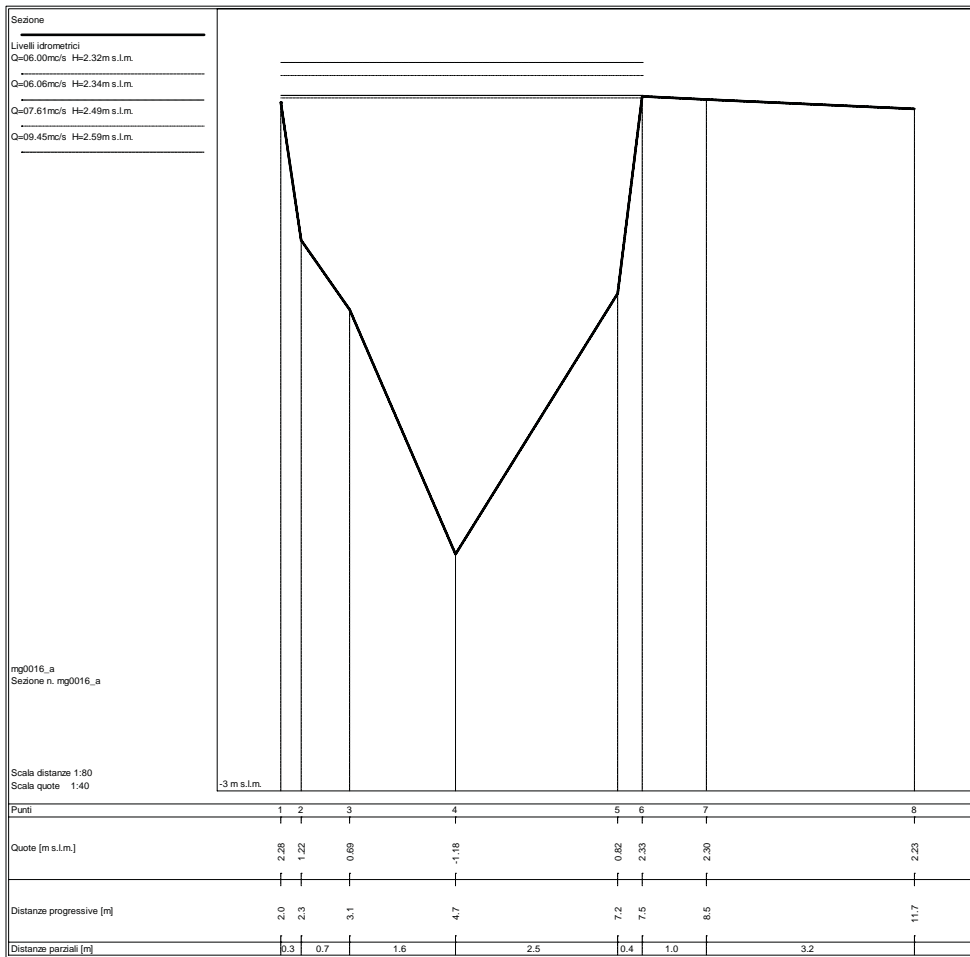 Sezione
Livelli idrometrici
Q=06.00mc/s H=2.32m s.l.m.
Q=06.06mc/s H=2.34m s.l.m.
Q=07.61mc/s H=2.49m s.l.m.
Q=09.45mc/s H=2.59m s.l.m.
mg0016_a
Sezione n. mg0016_a
Scala distanze 1:80
Scala quote 1:40
-3 m s.l.m.
Punti 1 2 3 4 5 6 7 8
Quote [m s.l.m.] 2.28 1.22 0.69 -1.18 0.82 2.33 2.30 2.23
Distanze progressive [m] 2.0 2.3 3.1 4.7 7.2 7.5 8.5 11.7
Distanze parziali [m] 0.3 0.7 1.6 2.5 0.4 1.0 3.2